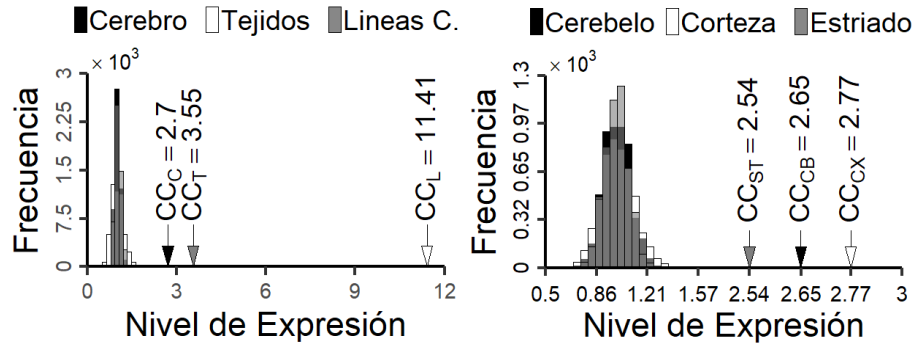 Cerebro Tejidos Lineas C.
× 10³
Frecuencia
3
2.25
1.5
7.5
0
CC_C = 2.7
CC_T = 3.55
CC_L = 11.41
0 3 6 9 12
Nivel de Expresión
Cerebelo Corteza Estriado
× 10³
Frecuencia
1.3
0.97
0.65
0.32
0
CC_ST = 2.54
CC_CB = 2.65
CC_CX = 2.77
0.5 0.86 1.21 1.57 2.54 2.65 2.77 3
Nivel de Expresión